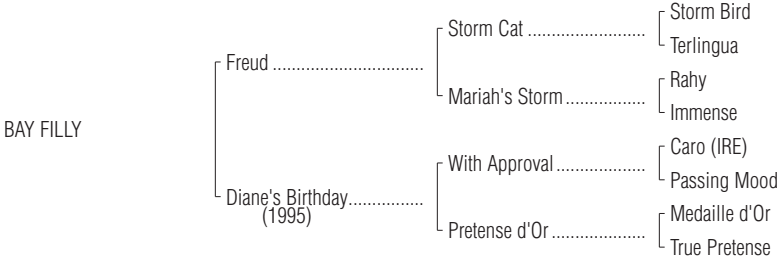 Storm Bird
Storm Cat ........................
Terlingua
Freud ...............................
Rahy
Mariah's Storm.................
Immense
BAY FILLY
Caro (IRE)
With Approval...................
Passing Mood
Diane's Birthday................
(1995)
Medaille d'Or
Pretense d'Or ....................
True Pretense